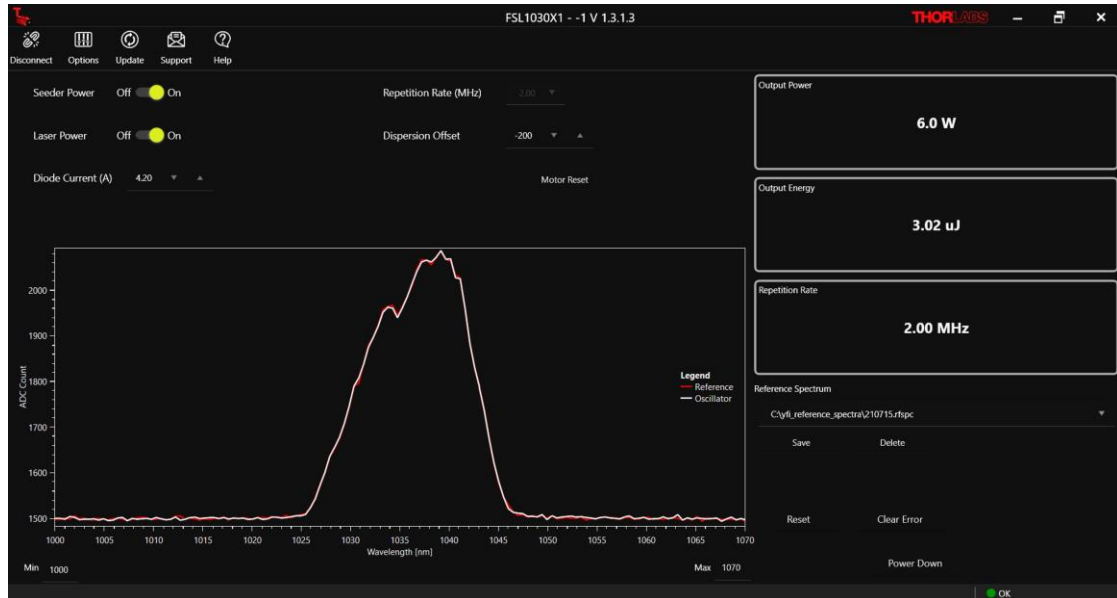 FSL1030X1 - -1 V 1.3.1.3
THORLABS
Disconnect
Options
Update
Support
Help
Seeder Power Off On
Repetition Rate (MHz) 2.00
Laser Power Off On
Dispersion Offset -200
Diode Current (A) 4.20
Motor Reset
Output Power
6.0 W
Output Energy
3.02 uJ
Repetition Rate
2.00 MHz
Reference Spectrum
C:\yfi_reference_spectra\210715.rfspc
Save
Delete
Reset
Clear Error
Power Down
ADC Count
2000
1900
1800
1700
1600
1500
Legend
Reference
Oscillator
1000 1005 1010 1015 1020 1025 1030 1035 1040 1045 1050 1055 1060 1065 1070
Wavelength [nm]
Min 1000
Max 1070
OK